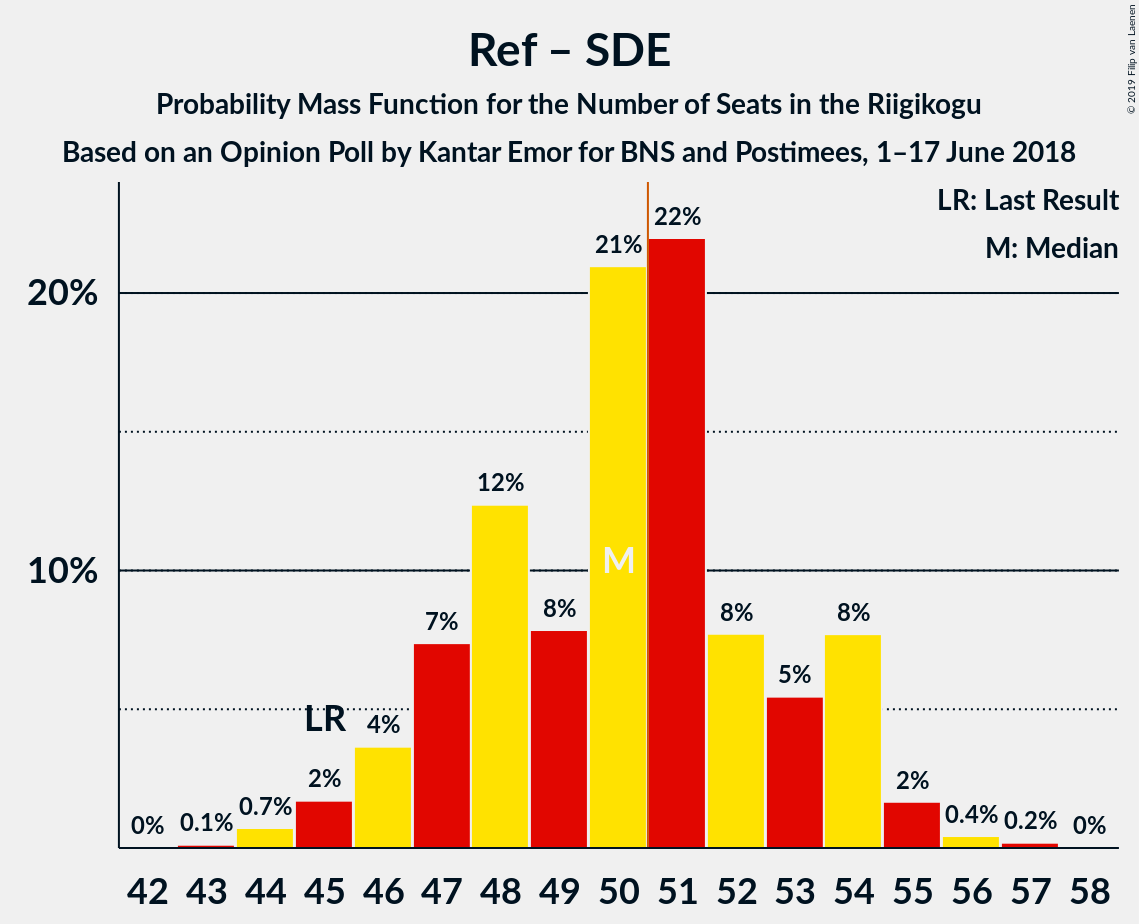 Ref – SDE
Probability Mass Function for the Number of Seats in the Riigikogu
Based on an Opinion Poll by Kantar Emor for BNS and Postimees, 1–17 June 2018
© 2019 Filip van Laenen
LR: Last Result
M: Median
20%
10%
0%
0.1%
0.7%
2%
LR
4%
7%
12%
8%
21%
M
22%
8%
5%
8%
2%
0.4%
0.2%
0%
42 43 44 45 46 47 48 49 50 51 52 53 54 55 56 57 58